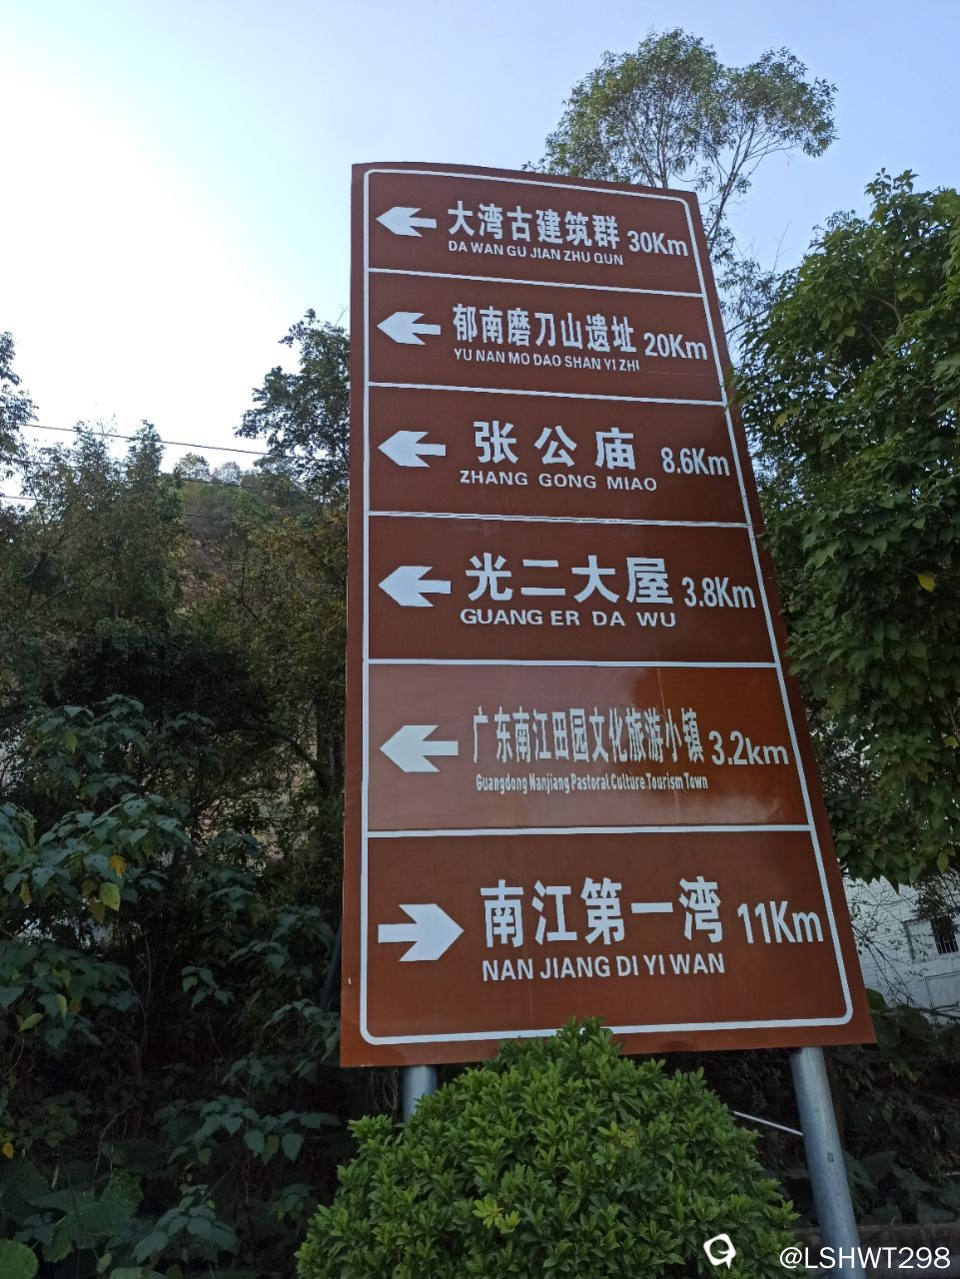 大湾古建筑群 30Km
DA WAN GU JIAN ZHU QUN
郁南磨刀山遗址 20Km
YU NAN MO DAO SHAN YI ZHI
张公庙 8.6Km
ZHANG GONG MIAO
光二大屋 3.8Km
GUANG ER DA WU
广东南江田园文化旅游小镇 3.2km
Guangdong Nanjiang Pastoral Culture Tourism Town
南江第一湾 11Km
NAN JIANG DI YI WAN
@LSHWT298